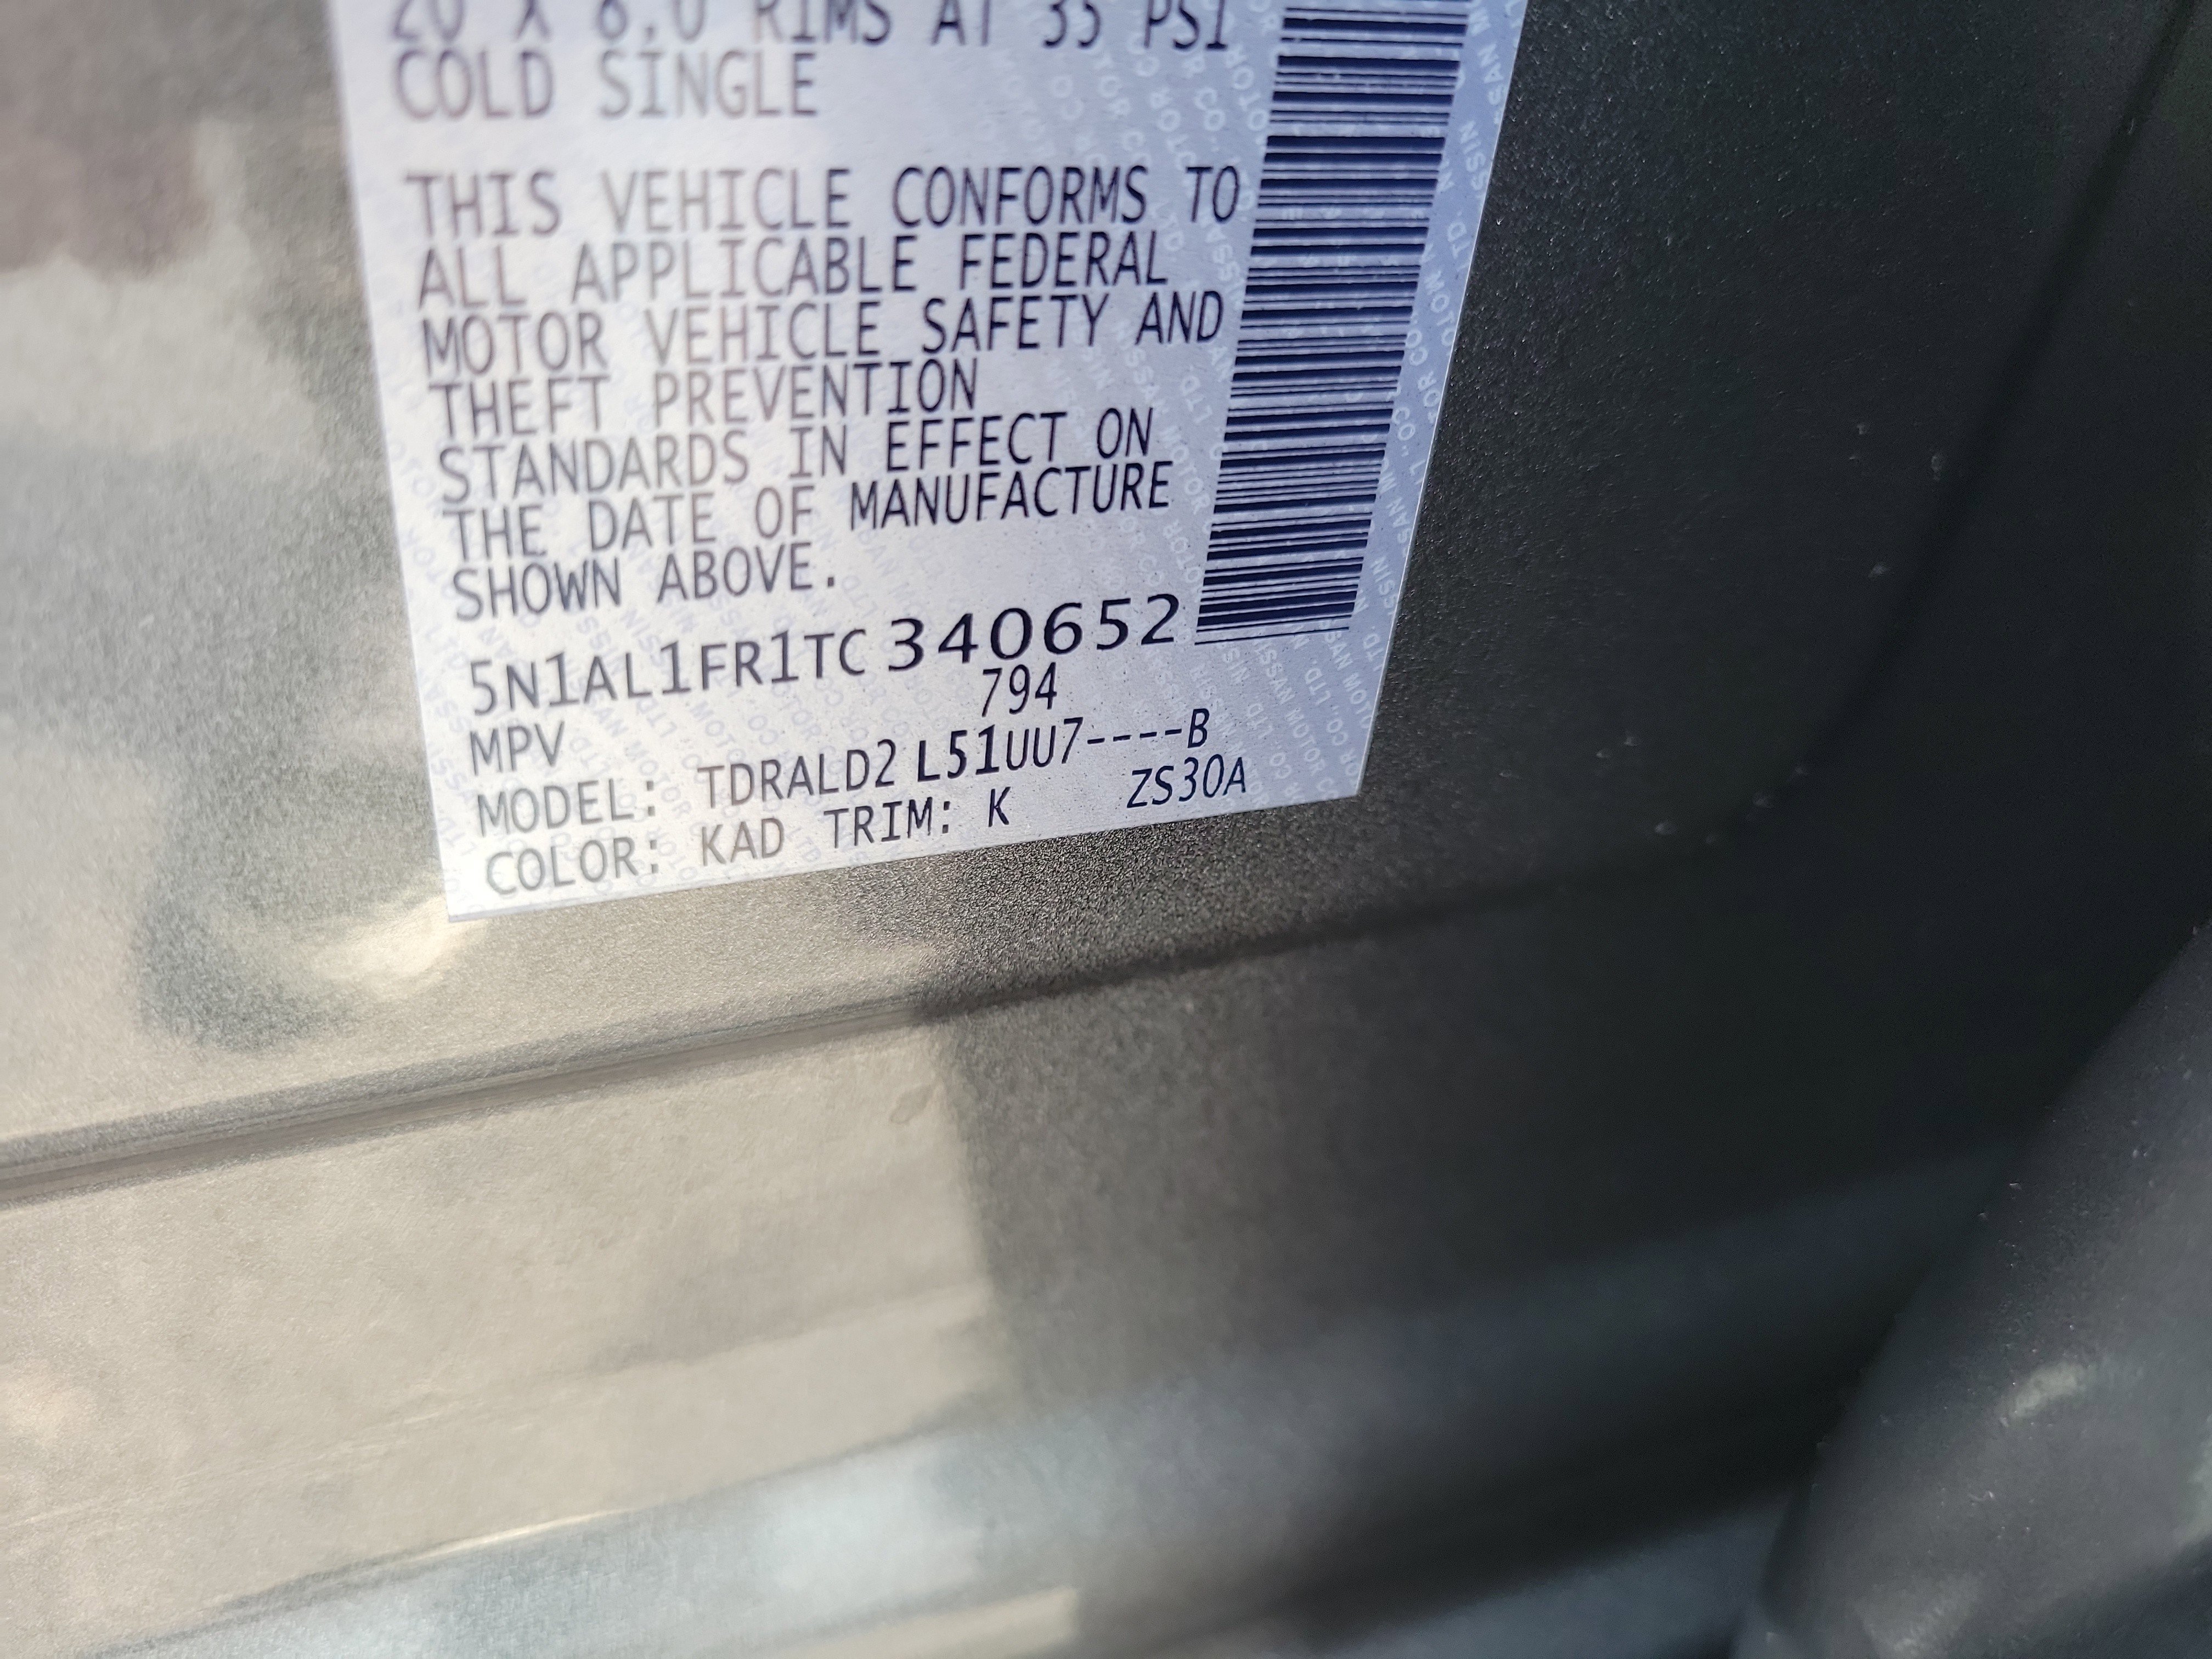 20 X 8.0 RIMS AT 35 PSI
COLD SINGLE
THIS VEHICLE CONFORMS TO
ALL APPLICABLE FEDERAL
MOTOR VEHICLE SAFETY AND
THEFT PREVENTION
STANDARDS IN EFFECT ON
THE DATE OF MANUFACTURE
SHOWN ABOVE.
5N1AL1FR1TC 340652
794
MPV
MODEL: TDRALD2 L51UU7----B
COLOR: KAD TRIM: K ZS30A